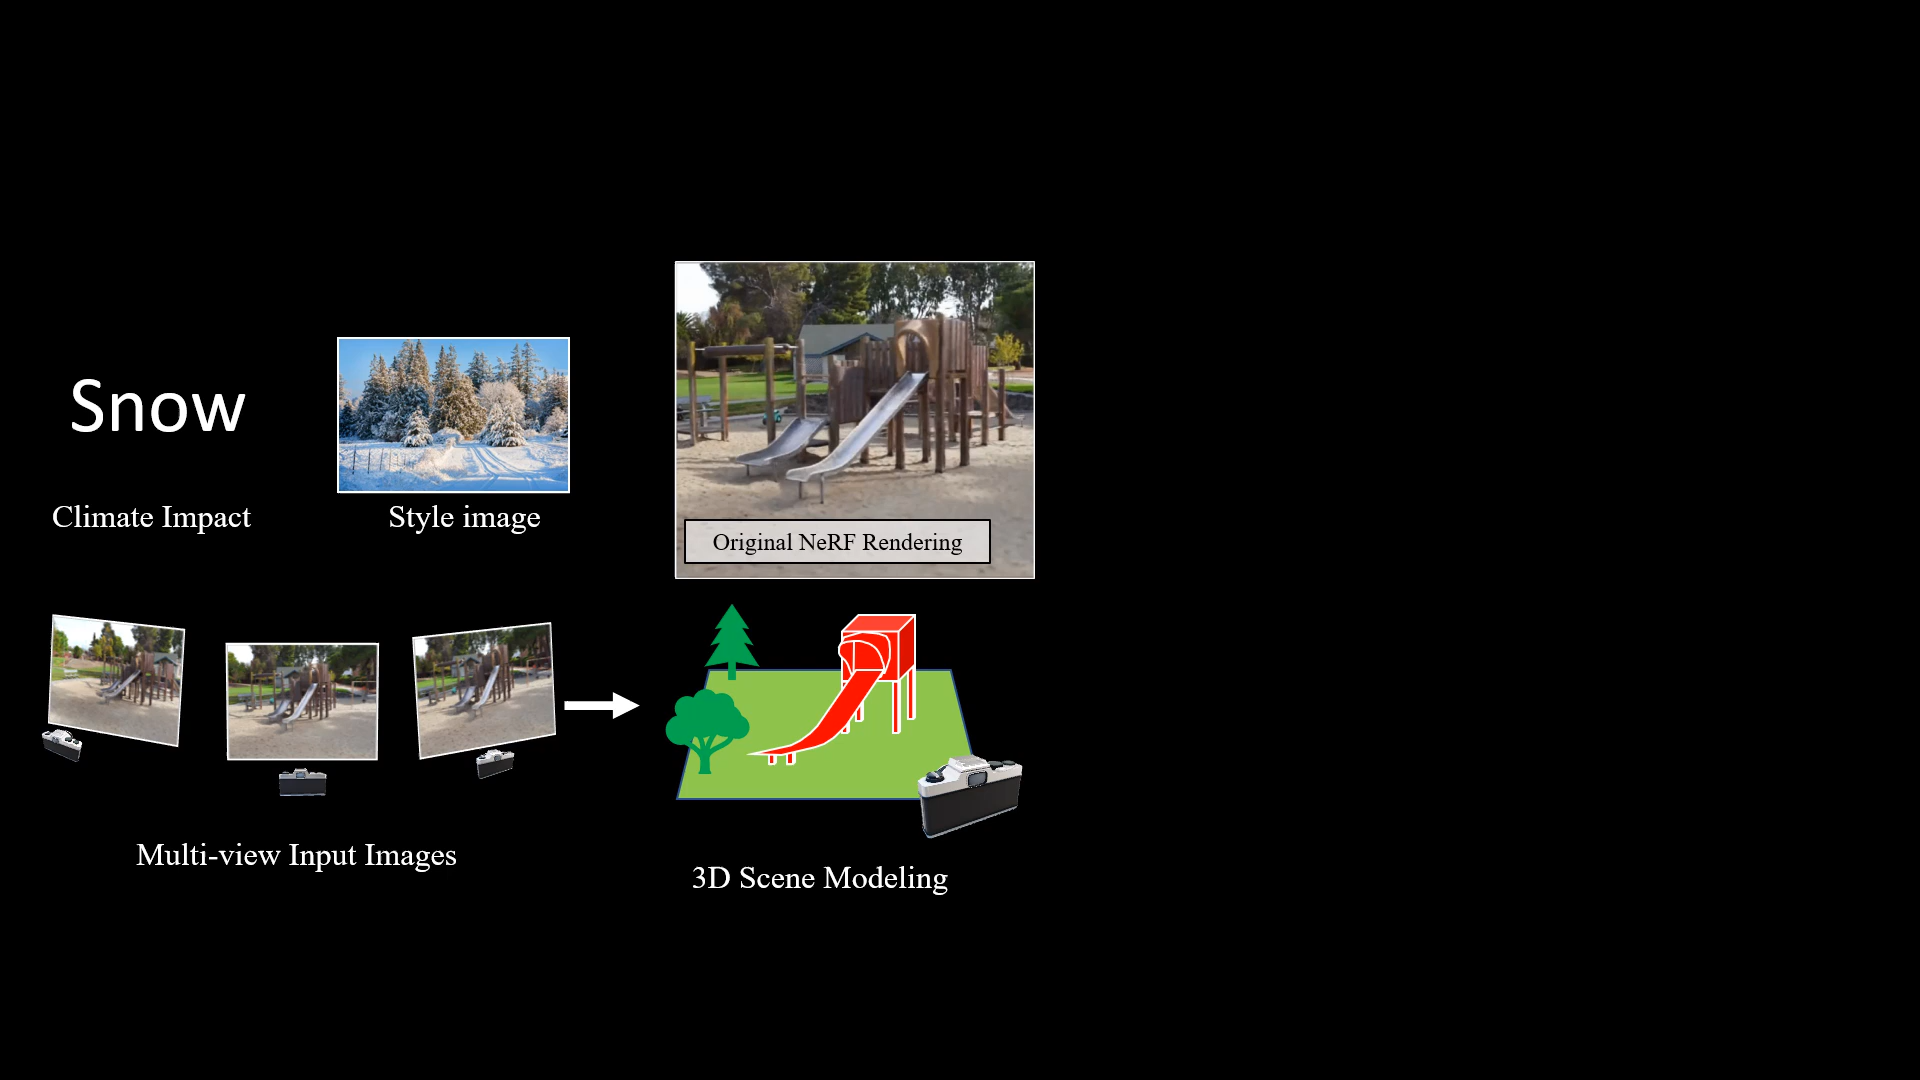 Snow
Climate Impact
Style image
Original NeRF Rendering
Multi-view Input Images
3D Scene Modeling